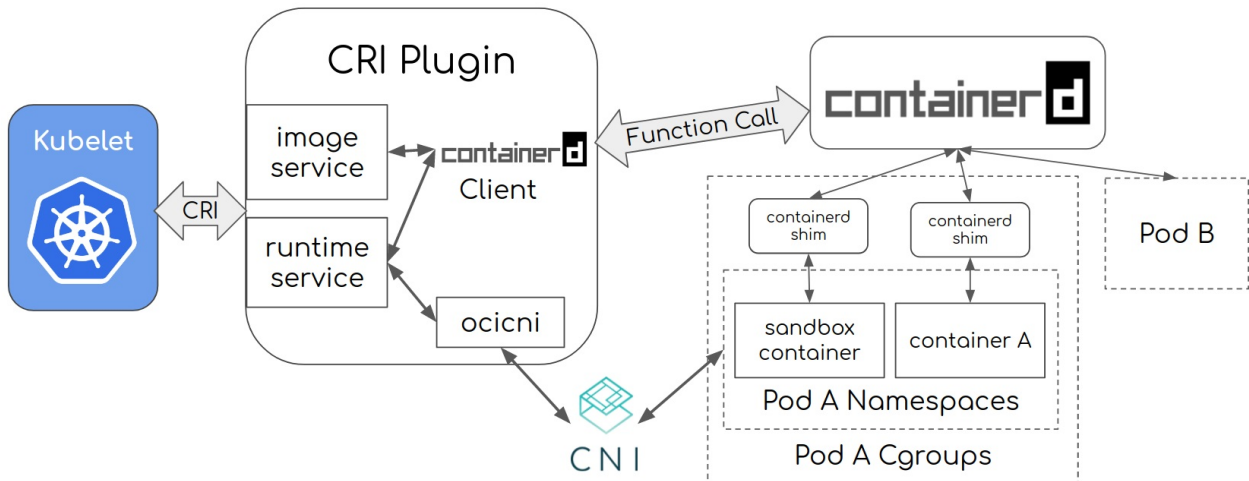 CRI Plugin
Kubelet
CRI
image
service
runtime
service
containerd
Client
ocicni
Function Call
containerd
containerd
shim
containerd
shim
Pod B
sandbox
container
container A
Pod A Namespaces
Pod A Cgroups
CNI